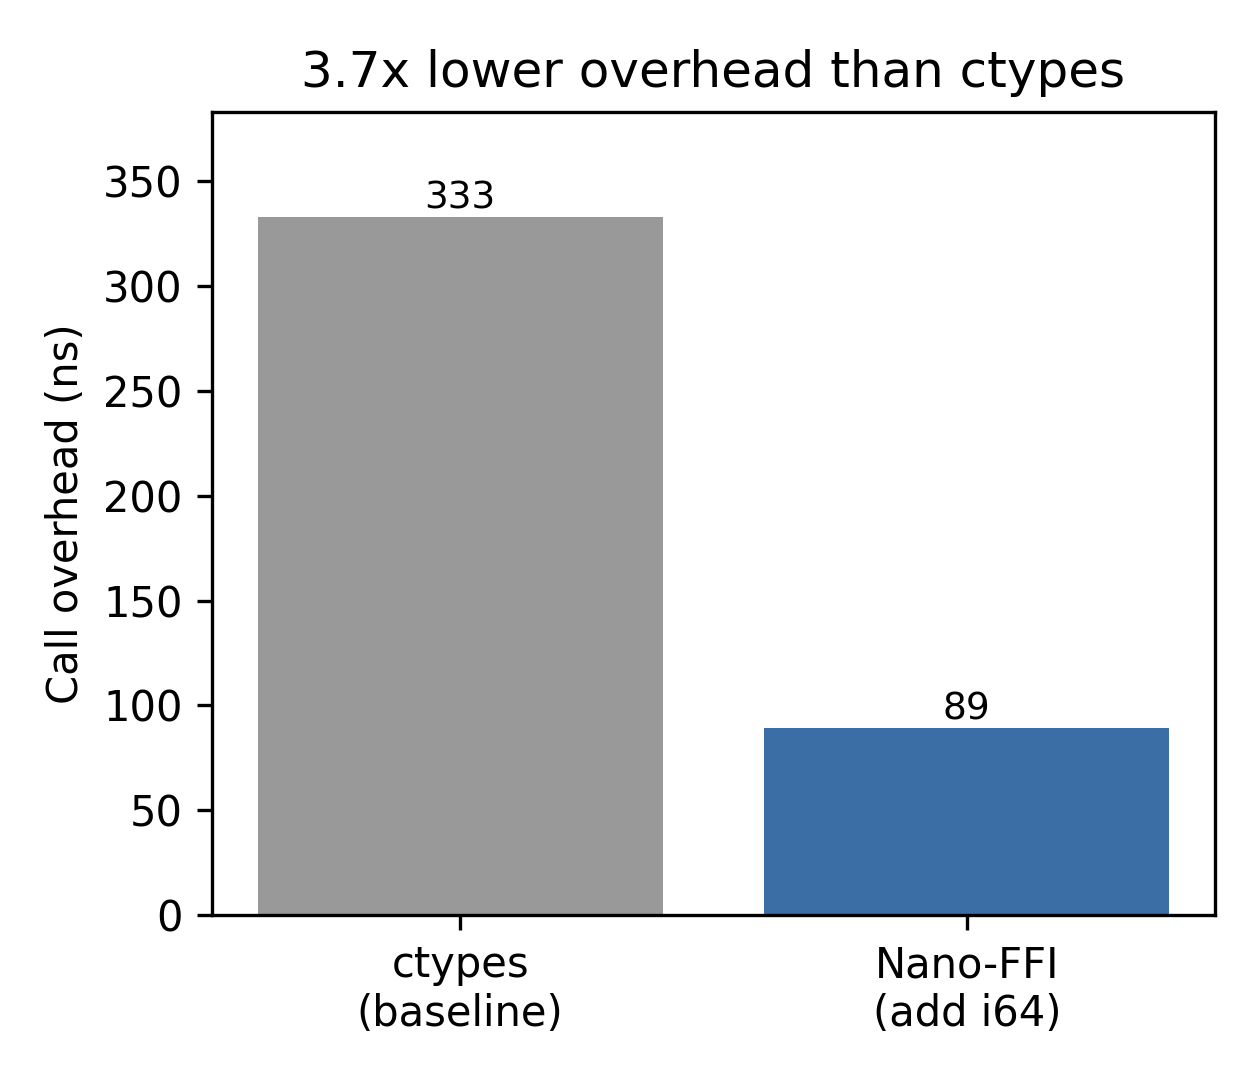 3.7x lower overhead than ctypes
Call overhead (ns)
350
300
250
200
150
100
50
0
333
89
ctypes
(baseline)
Nano-FFI
(add i64)